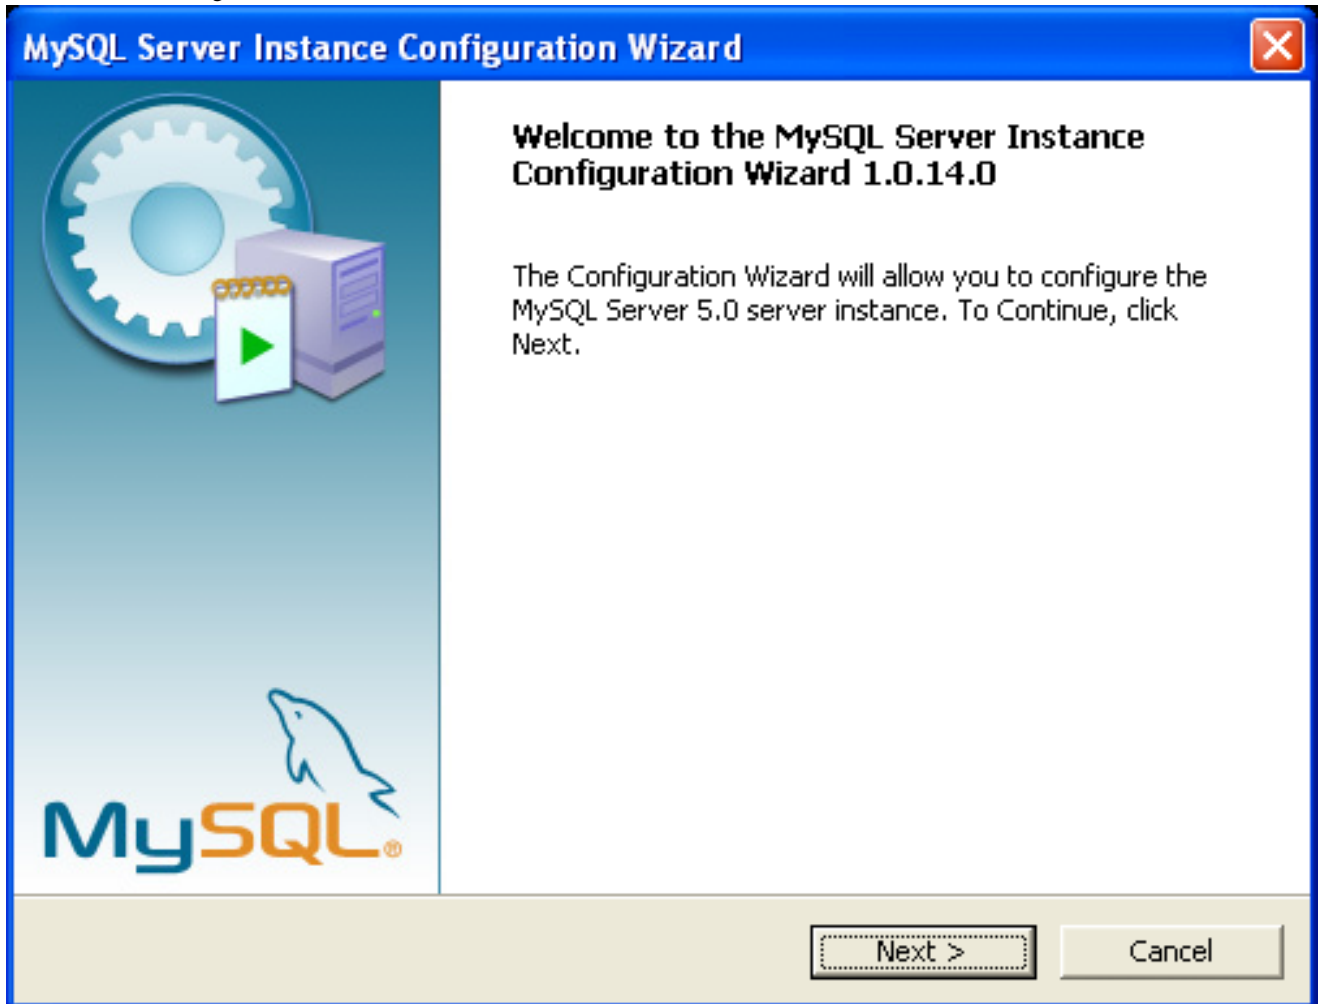 MySQL Server Instance Configuration Wizard
Welcome to the MySQL Server Instance
Configuration Wizard 1.0.14.0
The Configuration Wizard will allow you to configure the
MySQL Server 5.0 server instance. To Continue, click
Next.
MySQL®
Next >
Cancel